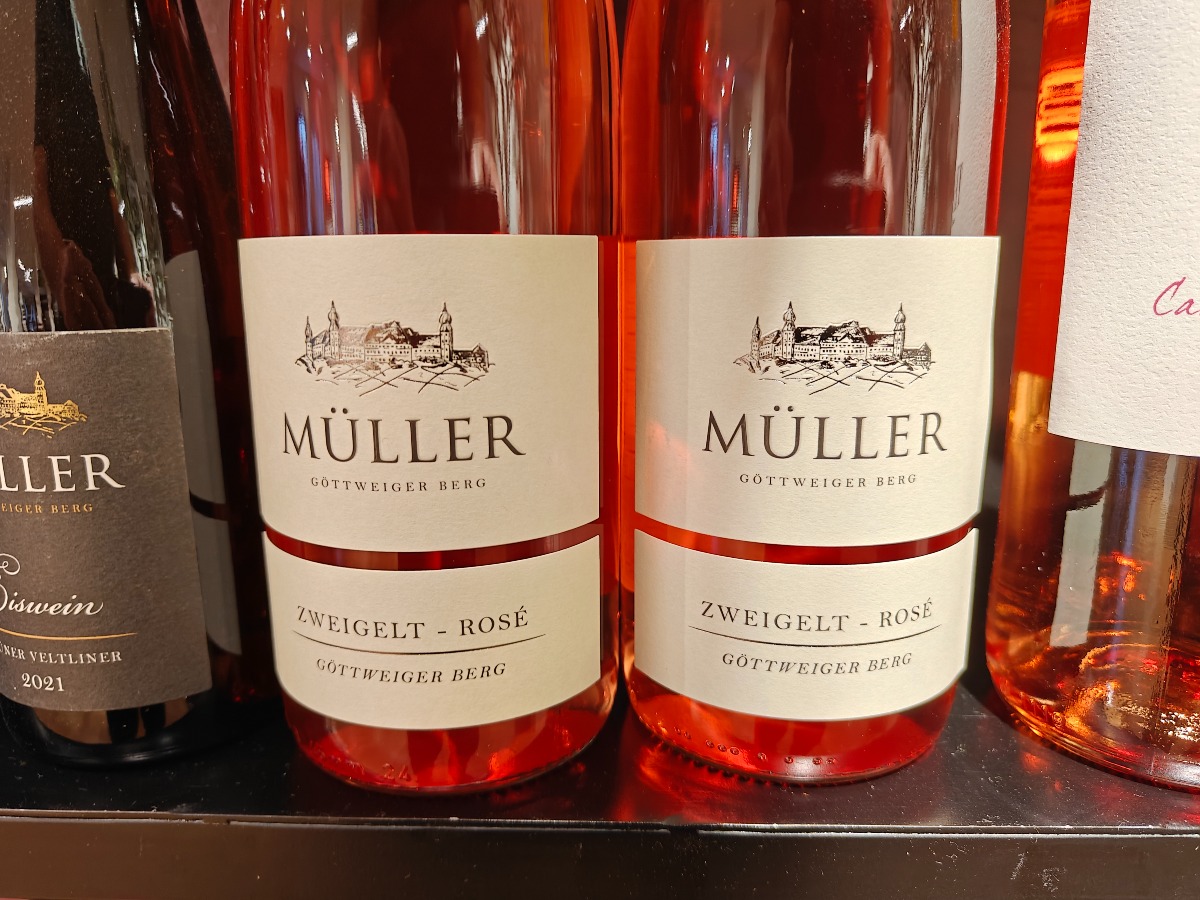 LLER
EIGER BERG
Eiswein
NER VELTLINER
2021
MÜLLER
GÖTTWEIGER BERG
ZWEIGELT - ROSÉ
GÖTTWEIGER BERG
MÜLLER
GÖTTWEIGER BERG
ZWEIGELT - ROSÉ
GÖTTWEIGER BERG
Ca